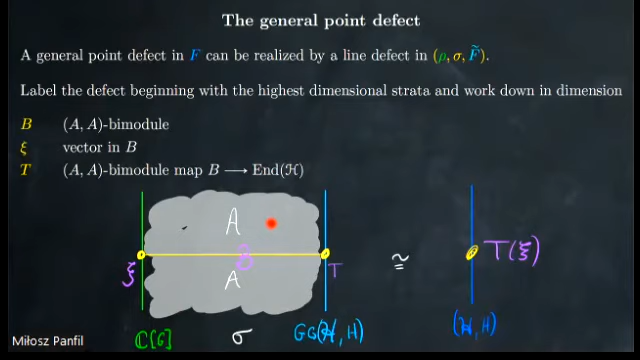 The general point defect
A general point defect in F can be realized by a line defect in (ρ, σ, F̃).
Label the defect beginning with the highest dimensional strata and work down in dimension
B (A, A)-bimodule
ξ vector in B
T (A, A)-bimodule map B ⟶ End(ℋ)
A
B
ξ
T
A
≅
T(ξ)
ℂ[G]
σ
G↻(ℋ, H)
(ℋ, H)
Miłosz Panfil